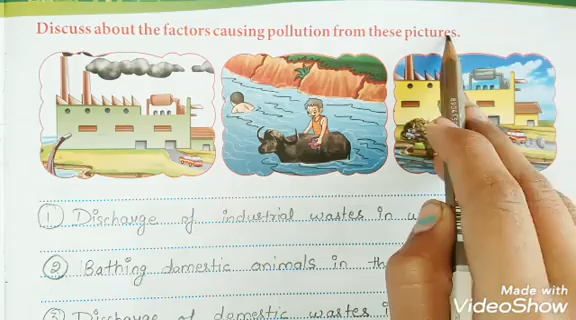 Discuss about the factors causing pollution from these pictures.
① Discharge of industrial wastes in
② Bathing domestic animals in
③ Discharge of domestic wastes
Made with
VideoShow